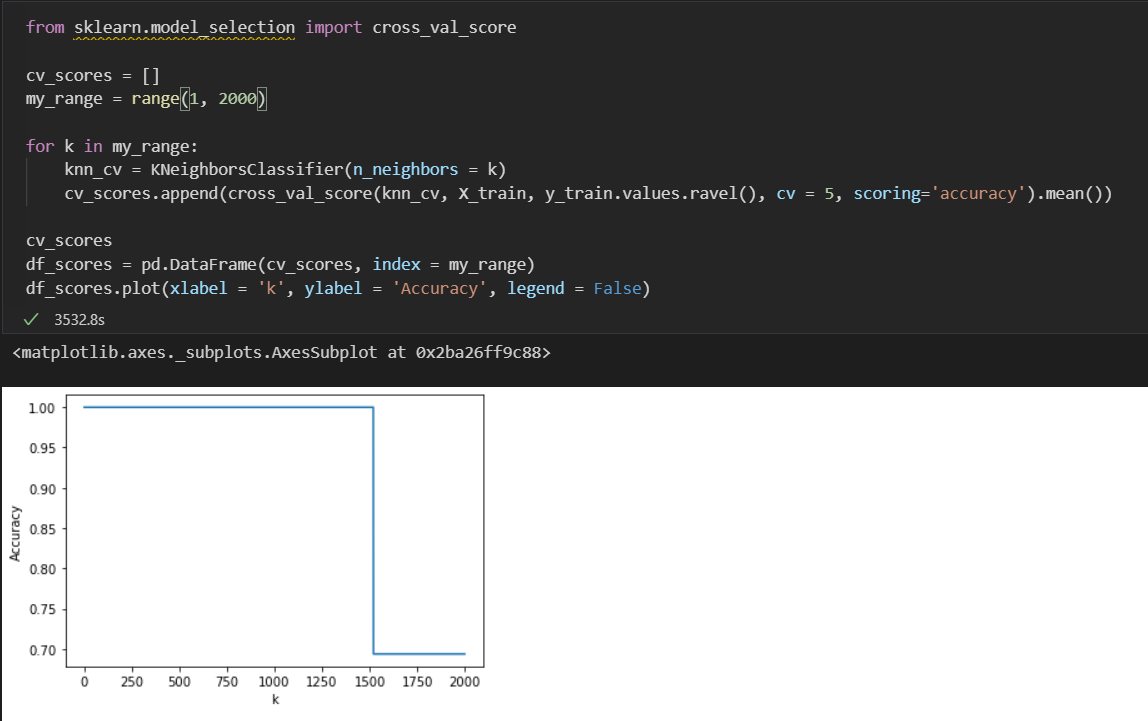 from sklearn.model_selection import cross_val_score
cv_scores = []
my_range = range(1, 2000)
for k in my_range:
knn_cv = KNeighborsClassifier(n_neighbors = k)
cv_scores.append(cross_val_score(knn_cv, X_train, y_train.values.ravel(), cv = 5, scoring='accuracy').mean())
cv_scores
df_scores = pd.DataFrame(cv_scores, index = my_range)
df_scores.plot(xlabel = 'k', ylabel = 'Accuracy', legend = False)
3532.8s
<matplotlib.axes._subplots.AxesSubplot at 0x2ba26ff9c88>
1.00
0.95
0.90
0.85
0.80
0.75
0.70
Accuracy
0 250 500 750 1000 1250 1500 1750 2000
k